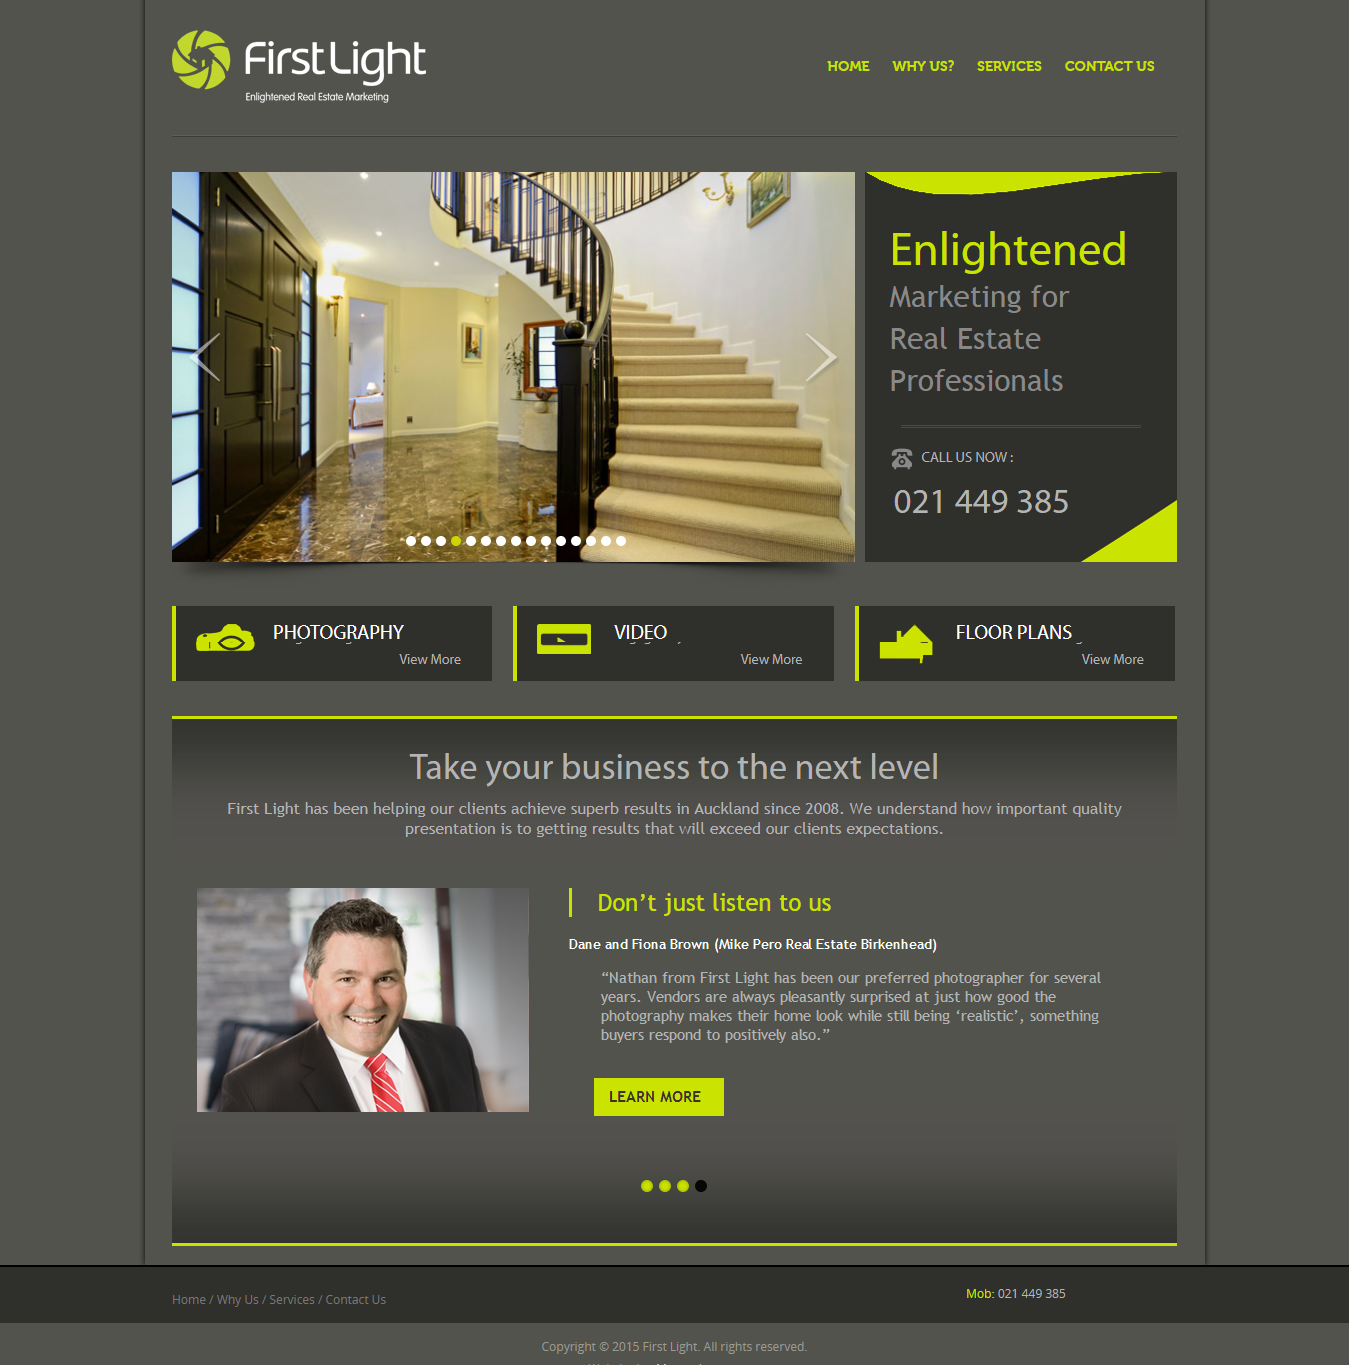 FirstLight
Enlightened Real Estate Marketing
HOME WHY US? SERVICES CONTACT US
Enlightened
Marketing for
Real Estate
Professionals
CALL US NOW :
021 449 385
PHOTOGRAPHY
View More
VIDEO
View More
FLOOR PLANS
View More
Take your business to the next level
First Light has been helping our clients achieve superb results in Auckland since 2008. We understand how important quality
presentation is to getting results that will exceed our clients expectations.
Don’t just listen to us
Dane and Fiona Brown (Mike Pero Real Estate Birkenhead)
“Nathan from First Light has been our preferred photographer for several
years. Vendors are always pleasantly surprised at just how good the
photography makes their home look while still being ‘realistic’, something
buyers respond to positively also.”
LEARN MORE
Home / Why Us / Services / Contact Us
Mob: 021 449 385
Copyright © 2015 First Light. All rights reserved.